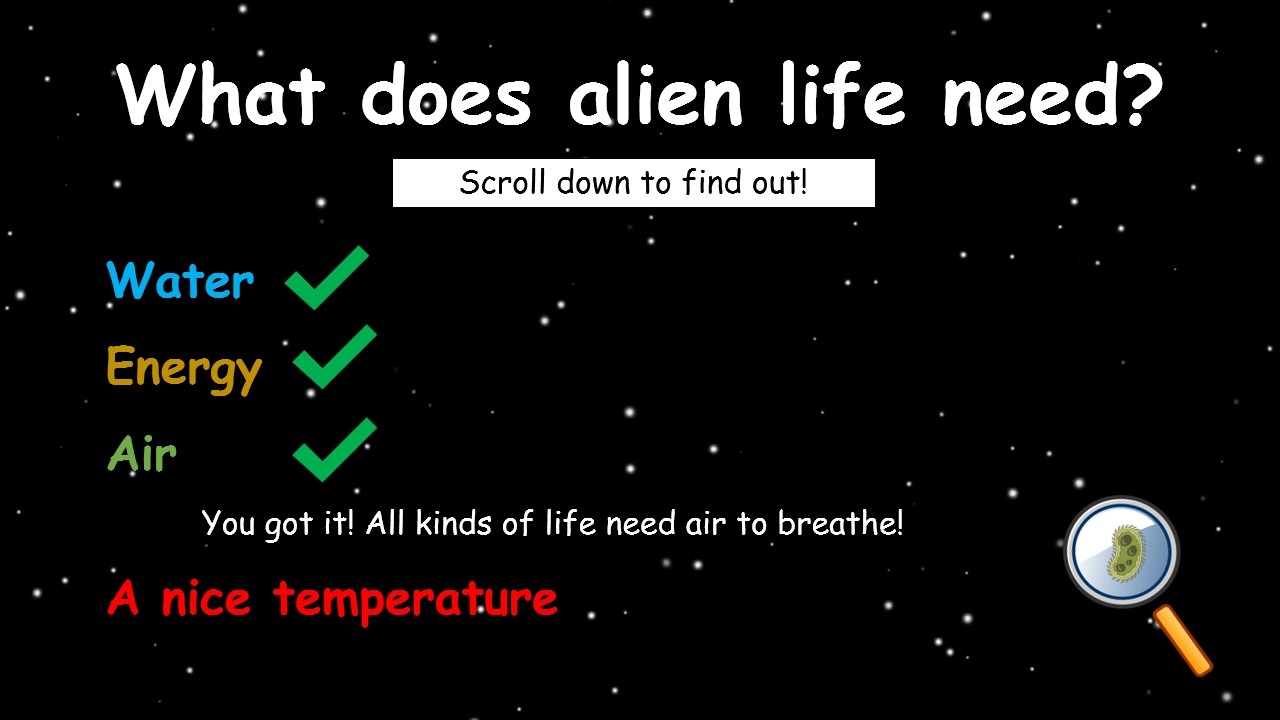 What does alien life need?
Scroll down to find out!
Water
Energy
Air
You got it! All kinds of life need air to breathe!
A nice temperature